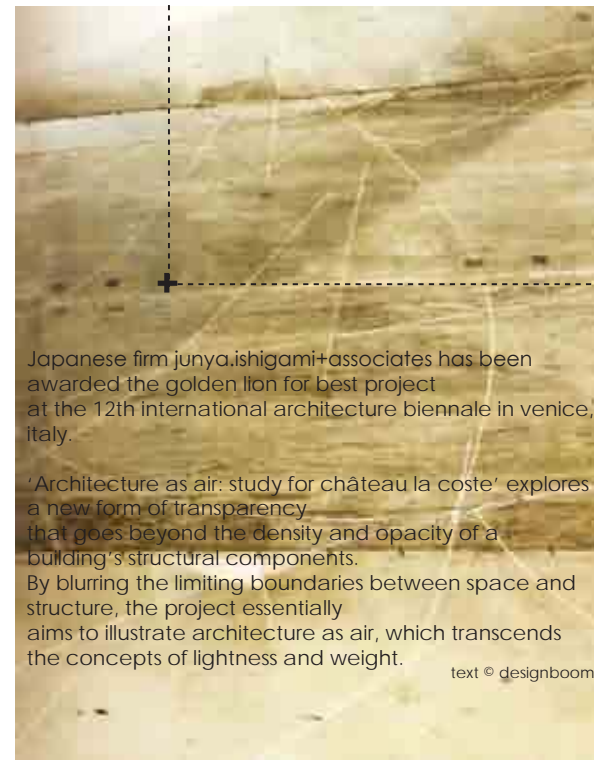 Japanese firm junya.ishigami+associates has been
awarded the golden lion for best project
at the 12th international architecture biennale in venice,
italy.
'Architecture as air: study for château la coste' explores
a new form of transparency
that goes beyond the density and opacity of a
building's structural components.
By blurring the limiting boundaries between space and
structure, the project essentially
aims to illustrate architecture as air, which transcends
the concepts of lightness and weight.
text © designboom